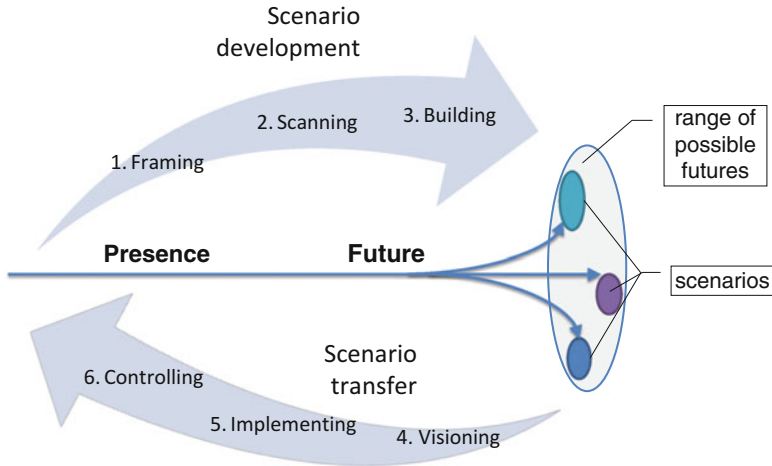 Scenario
development
1. Framing
2. Scanning
3. Building
range of
possible
futures
Presence
Future
scenarios
Scenario
transfer
6. Controlling
5. Implementing
4. Visioning